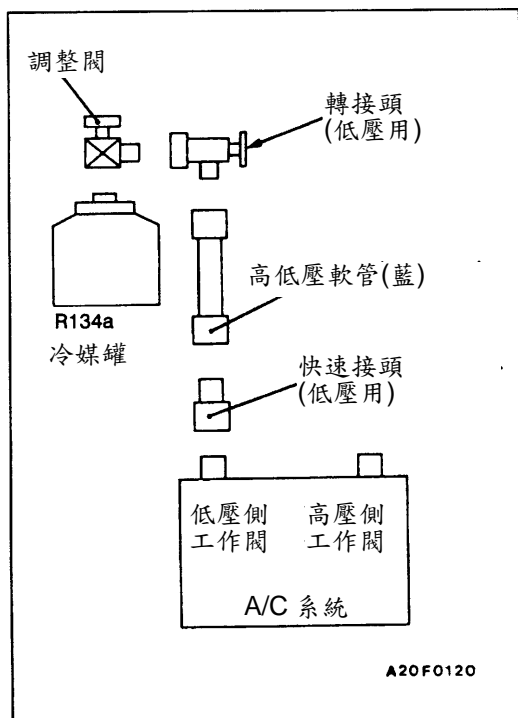 調整閥
轉接頭
(低壓用)
高低壓軟管(藍)
R134a
冷媒罐
快速接頭
(低壓用)
低壓側 高壓側
工作閥 工作閥
A/C 系統
A20F0120